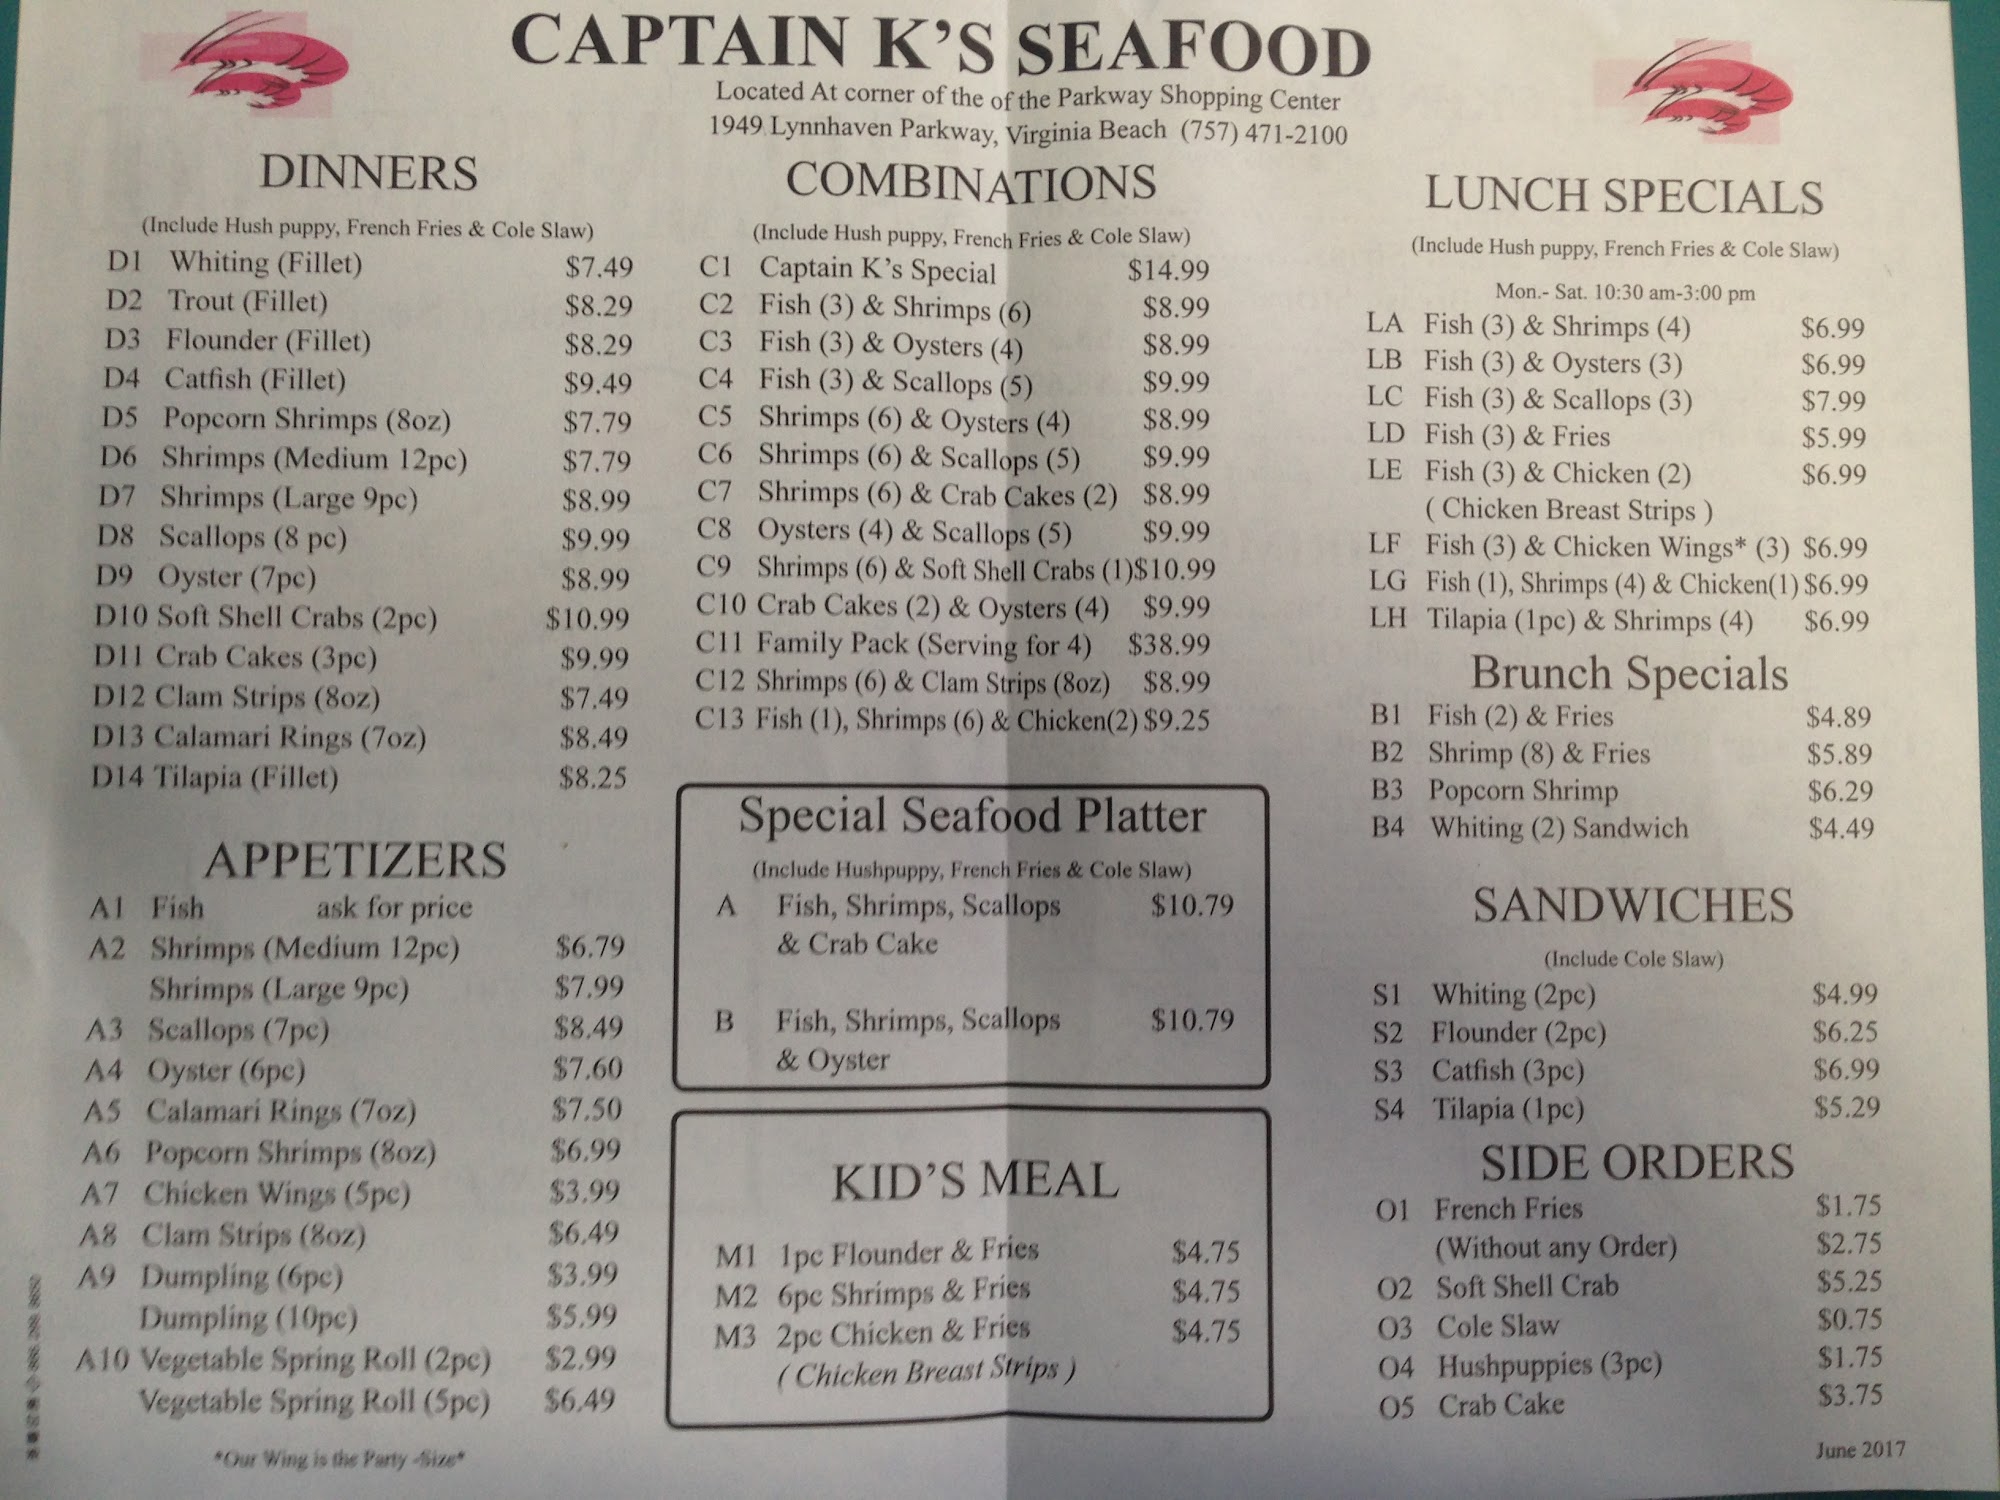 CAPTAIN K'S SEAFOOD
Located At corner of the of the Parkway Shopping Center
1949 Lynnhaven Parkway, Virginia Beach (757) 471-2100
DINNERS
(Include Hush puppy, French Fries & Cole Slaw)
D1 Whiting (Fillet) $7.49
D2 Trout (Fillet) $8.29
D3 Flounder (Fillet) $8.29
D4 Catfish (Fillet) $9.49
D5 Popcorn Shrimps (8oz) $7.79
D6 Shrimps (Medium 12pc) $7.79
D7 Shrimps (Large 9pc) $8.99
D8 Scallops (8 pc) $9.99
D9 Oyster (7pc) $8.99
D10 Soft Shell Crabs (2pc) $10.99
D11 Crab Cakes (3pc) $9.99
D12 Clam Strips (8oz) $7.49
D13 Calamari Rings (7oz) $8.49
D14 Tilapia (Fillet) $8.25
APPETIZERS
A1 Fish ask for price
A2 Shrimps (Medium 12pc) $6.79
Shrimps (Large 9pc) $7.99
A3 Scallops (7pc) $8.49
A4 Oyster (6pc) $7.60
A5 Calamari Rings (7oz) $7.50
A6 Popcorn Shrimps (8oz) $6.99
A7 Chicken Wings (5pc) $3.99
A8 Clam Strips (8oz) $6.49
A9 Dumpling (6pc) $3.99
Dumpling (10pc) $5.99
A10 Vegetable Spring Roll (2pc) $2.99
Vegetable Spring Roll (5pc) $6.49
*Our Wing is the Party -Size*
COMBINATIONS
(Include Hush puppy, French Fries & Cole Slaw)
C1 Captain K's Special $14.99
C2 Fish (3) & Shrimps (6) $8.99
C3 Fish (3) & Oysters (4) $8.99
C4 Fish (3) & Scallops (5) $9.99
C5 Shrimps (6) & Oysters (4) $8.99
C6 Shrimps (6) & Scallops (5) $9.99
C7 Shrimps (6) & Crab Cakes (2) $8.99
C8 Oysters (4) & Scallops (5) $9.99
C9 Shrimps (6) & Soft Shell Crabs (1)$10.99
C10 Crab Cakes (2) & Oysters (4) $9.99
C11 Family Pack (Serving for 4) $38.99
C12 Shrimps (6) & Clam Strips (8oz) $8.99
C13 Fish (1), Shrimps (6) & Chicken(2) $9.25
Special Seafood Platter
(Include Hushpuppy, French Fries & Cole Slaw)
A Fish, Shrimps, Scallops $10.79
& Crab Cake
B Fish, Shrimps, Scallops $10.79
& Oyster
KID'S MEAL
M1 1pc Flounder & Fries $4.75
M2 6pc Shrimps & Fries $4.75
M3 2pc Chicken & Fries $4.75
( Chicken Breast Strips )
LUNCH SPECIALS
(Include Hush puppy, French Fries & Cole Slaw)
Mon.- Sat. 10:30 am-3:00 pm
LA Fish (3) & Shrimps (4) $6.99
LB Fish (3) & Oysters (3) $6.99
LC Fish (3) & Scallops (3) $7.99
LD Fish (3) & Fries $5.99
LE Fish (3) & Chicken (2) $6.99
( Chicken Breast Strips )
LF Fish (3) & Chicken Wings* (3) $6.99
LG Fish (1), Shrimps (4) & Chicken(1) $6.99
LH Tilapia (1pc) & Shrimps (4) $6.99
Brunch Specials
B1 Fish (2) & Fries $4.89
B2 Shrimp (8) & Fries $5.89
B3 Popcorn Shrimp $6.29
B4 Whiting (2) Sandwich $4.49
SANDWICHES
(Include Cole Slaw)
S1 Whiting (2pc) $4.99
S2 Flounder (2pc) $6.25
S3 Catfish (3pc) $6.99
S4 Tilapia (1pc) $5.29
SIDE ORDERS
O1 French Fries $1.75
(Without any Order) $2.75
O2 Soft Shell Crab $5.25
O3 Cole Slaw $0.75
O4 Hushpuppies (3pc) $1.75
O5 Crab Cake $3.75
June 2017